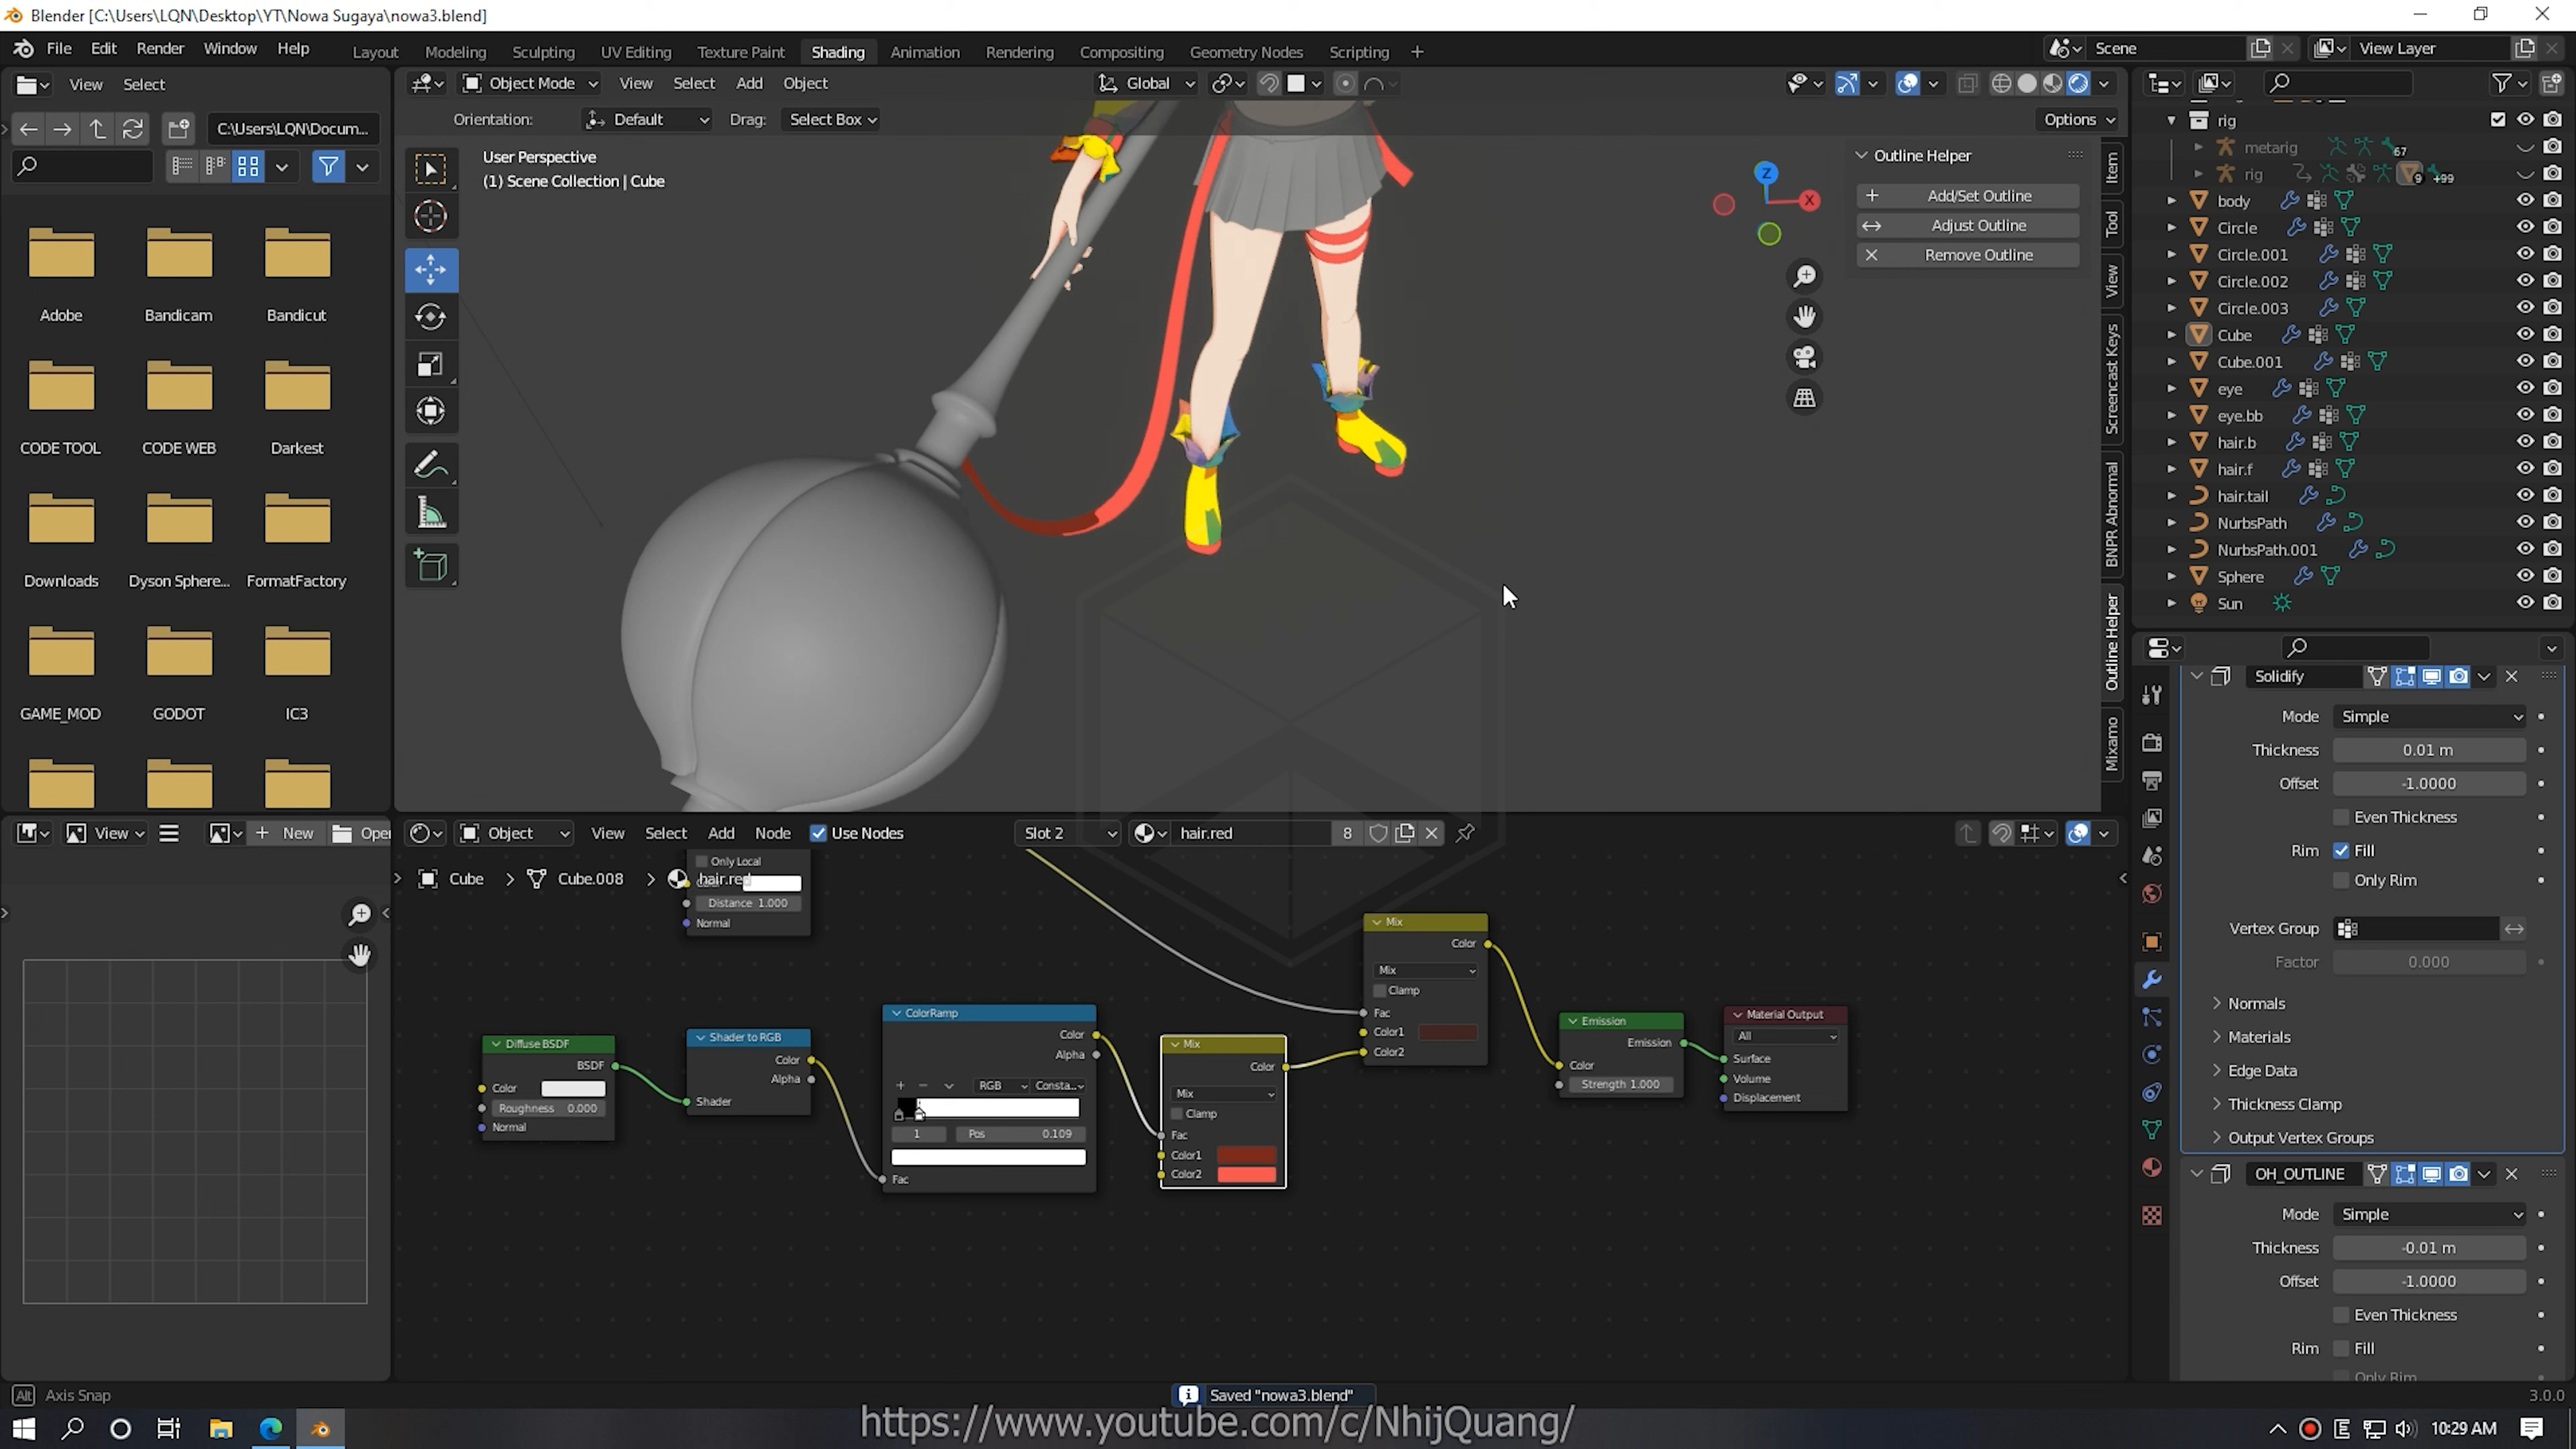 Blender [C:\Users\LQN\Desktop\YT\Nowa Sugaya\nowa3.blend]
File Edit Render Window Help
Layout Modeling Sculpting UV Editing Texture Paint Shading Animation Rendering Compositing Geometry Nodes Scripting +
Scene
View Layer
View Select
Object Mode View Select Add Object
Global
C:\Users\LQN\Docum...
Orientation: Default Drag: Select Box
Options
User Perspective
(1) Scene Collection | Cube
Adobe Bandicam Bandicut
CODE TOOL CODE WEB Darkest
Downloads Dyson Sphere... FormatFactory
GAME_MOD GODOT IC3
Z
X
Outline Helper
Add/Set Outline
Adjust Outline
Remove Outline
Item
Tool
View
Screencast Keys
BNPR Abnormal
Outline Helper
Mixamo
rig
metarig 67
rig 9 +99
body
Circle
Circle.001
Circle.002
Circle.003
Cube
Cube.001
eye
eye.bb
hair.b
hair.f
hair.tail
NurbsPath
NurbsPath.001
Sphere
Sun
Solidify
Mode Simple
Thickness 0.01 m
Offset -1.0000
Even Thickness
Rim Fill
Only Rim
Vertex Group
Factor 0.000
Normals
Materials
Edge Data
Thickness Clamp
Output Vertex Groups
OH_OUTLINE
Mode Simple
Thickness -0.01 m
Offset -1.0000
Even Thickness
Rim Fill
Only Rim
View New Ope
Object View Select Add Node Use Nodes
Slot 2 hair.red 8
Cube > Cube.008 > hair.red
Only Local
Distance 1.000
Normal
Diffuse BSDF
BSDF
Color
Roughness 0.000
Normal
Shader to RGB
Color
Alpha
Shader
ColorRamp
Color
Alpha
RGB Consta..
1 Pos 0.109
Fac
Mix
Color
Mix
Clamp
Fac
Color1
Color2
Mix
Color
Mix
Clamp
Fac
Color1
Color2
Emission
Emission
Color
Strength 1.000
Material Output
All
Surface
Volume
Displacement
Alt Axis Snap
Saved "nowa3.blend"
3.0.0
https://www.youtube.com/c/NhijQuang/
E
10:29 AM